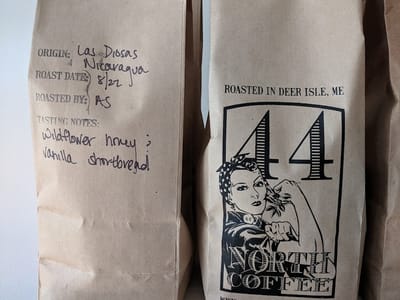 ORIGIN: Las Diosas
Nicaragua
ROAST DATE: 8/22
ROASTED BY: AS
TASTING NOTES:
wildflower honey ;
vanilla shortbread
ROASTED IN DEER ISLE, ME
44
NORTH
COFFEE